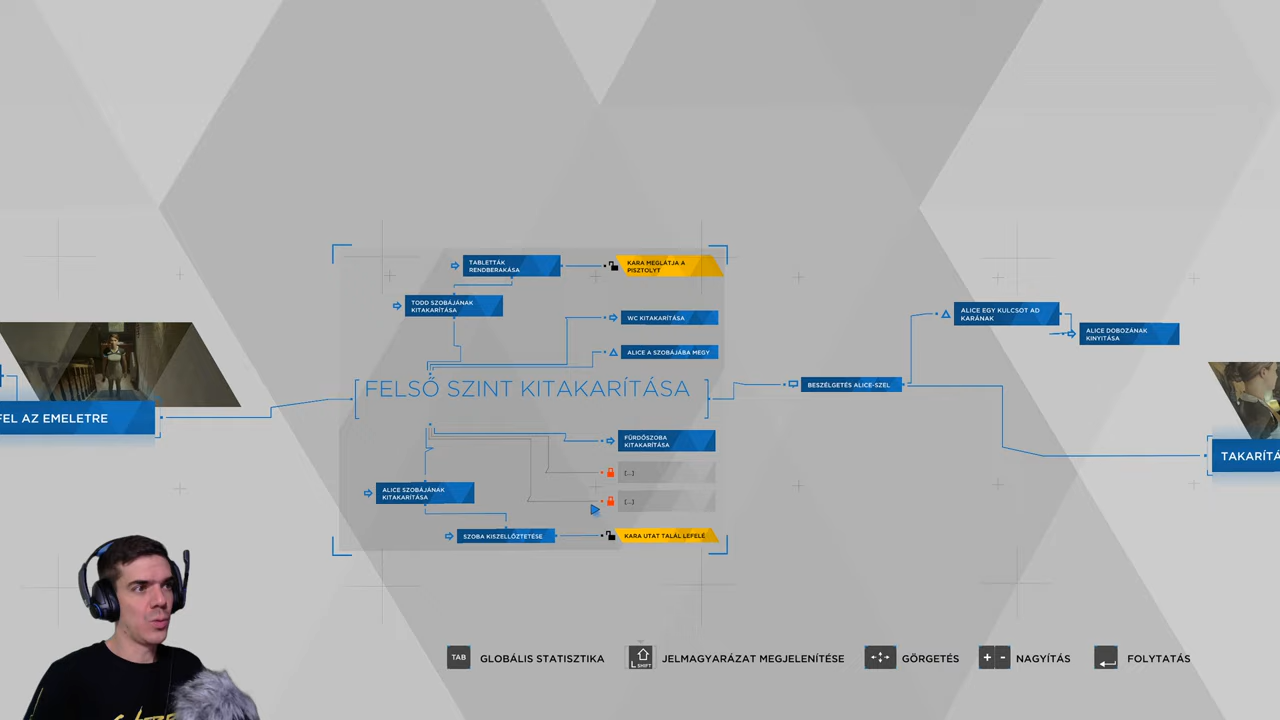 TABLETTÁK
RENDBERAKÁSA
KARA MEGLÁTJA A
PISZTOLYT
TODD SZOBÁJÁNAK
KITAKARÍTÁSA
WC KITAKARÍTÁSA
ALICE A SZOBÁJÁBA MEGY
FELSŐ SZINT KITAKARÍTÁSA
FEL AZ EMELETRE
BESZÉLGETÉS ALICE-SZEL
ALICE EGY KULCSOT AD
KARÁNAK
ALICE DOBOZÁNAK
KINYITÁSA
TAKARÍTÁ
FÜRDŐSZOBA
KITAKARÍTÁSA
[...]
[...]
ALICE SZOBÁJÁNAK
KITAKARÍTÁSA
SZOBA KISZELLŐZTETÉSE
KARA UTAT TALÁL LEFELÉ
TAB GLOBÁLIS STATISZTIKA
L SHIFT JELMAGYARÁZAT MEGJELENÍTÉSE
GÖRGETÉS
+ - NAGYÍTÁS
FOLYTATÁS